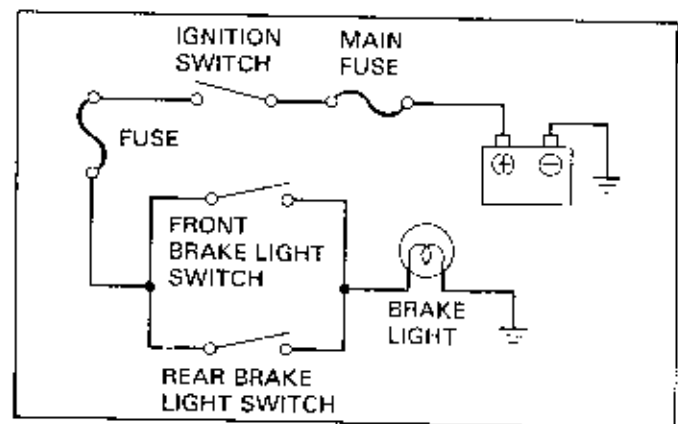 IGNITION
SWITCH
MAIN
FUSE
FUSE
+
−
FRONT
BRAKE LIGHT
SWITCH
BRAKE
LIGHT
REAR BRAKE
LIGHT SWITCH